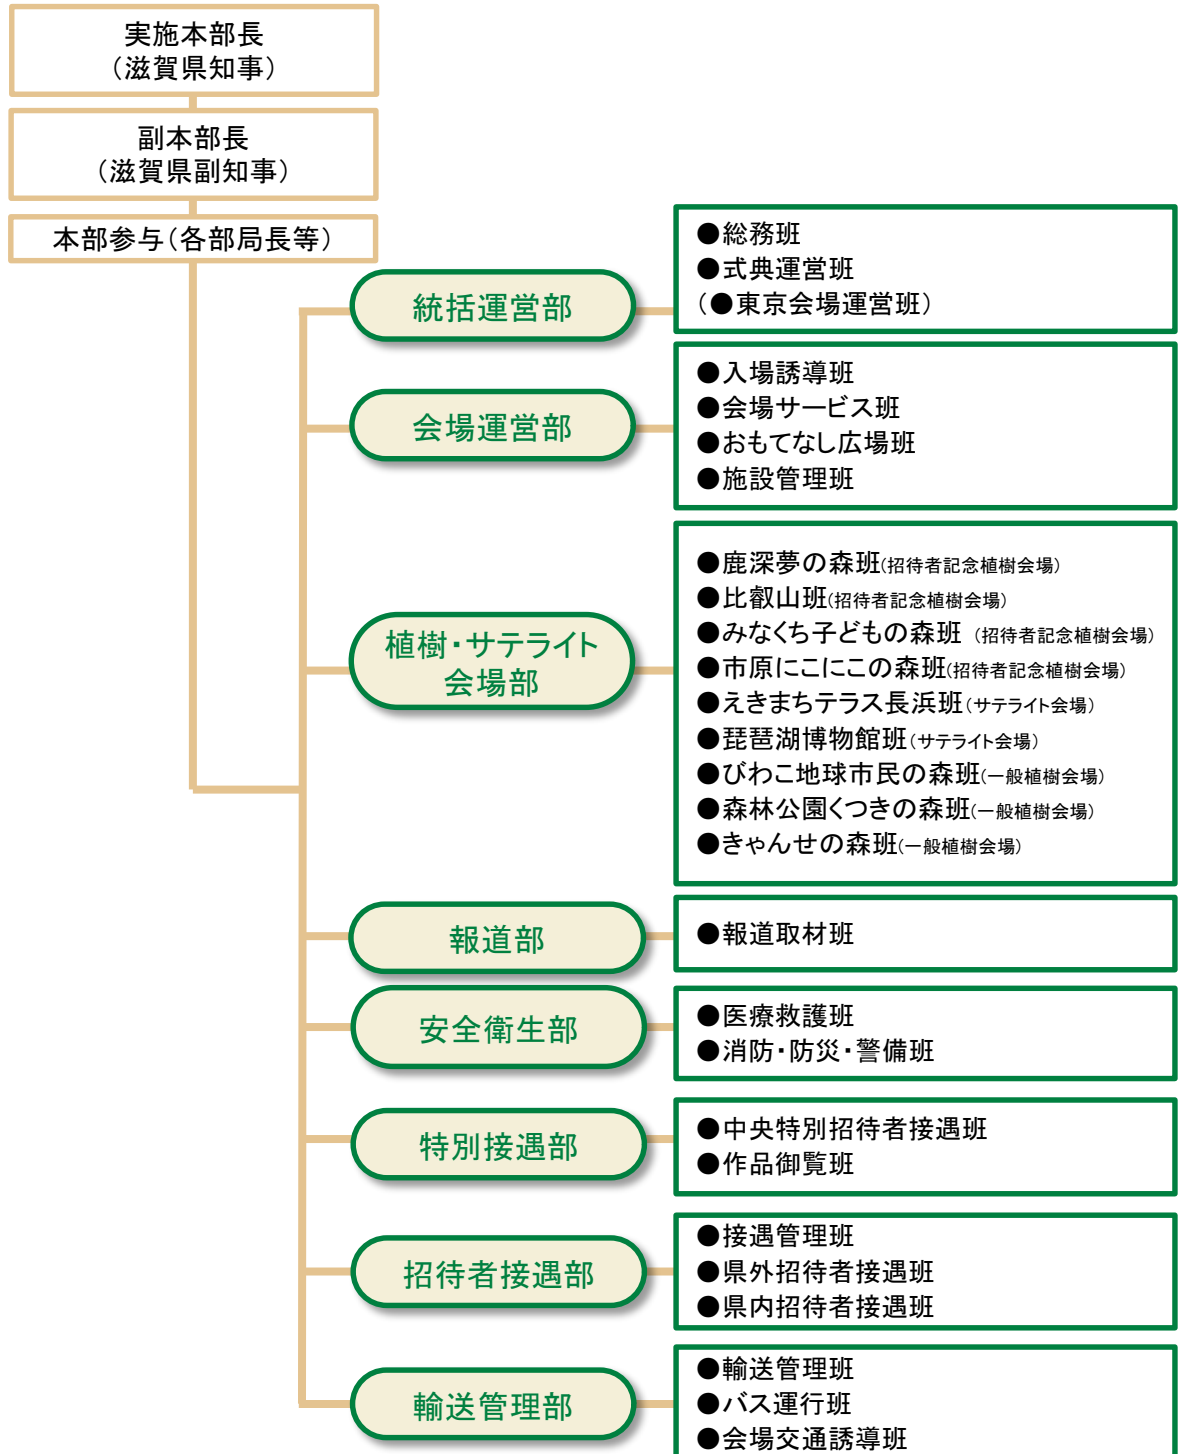 実施本部長
（滋賀県知事）
副本部長
（滋賀県副知事）
本部参与（各部局長等）
統括運営部
●総務班
●式典運営班
（●東京会場運営班）
会場運営部
●入場誘導班
●会場サービス班
●おもてなし広場班
●施設管理班
植樹・サテライト
会場部
●鹿深夢の森班（招待者記念植樹会場）
●比叡山班（招待者記念植樹会場）
●みなくち子どもの森班 （招待者記念植樹会場）
●市原にこにこの森班（招待者記念植樹会場）
●えきまちテラス長浜班（サテライト会場）
●琵琶湖博物館班（サテライト会場）
●びわこ地球市民の森班（一般植樹会場）
●森林公園くつきの森班（一般植樹会場）
●きゃんせの森班（一般植樹会場）
報道部
●報道取材班
安全衛生部
●医療救護班
●消防・防災・警備班
特別接遇部
●中央特別招待者接遇班
●作品御覧班
招待者接遇部
●接遇管理班
●県外招待者接遇班
●県内招待者接遇班
輸送管理部
●輸送管理班
●バス運行班
●会場交通誘導班